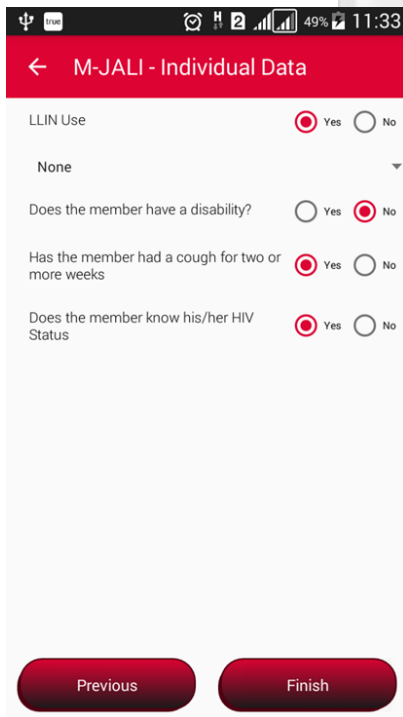 true H 2 49% 11:33
M-JALI - Individual Data
LLIN Use Yes No
None
Does the member have a disability? Yes No
Has the member had a cough for two or
more weeks Yes No
Does the member know his/her HIV
Status Yes No
Previous Finish